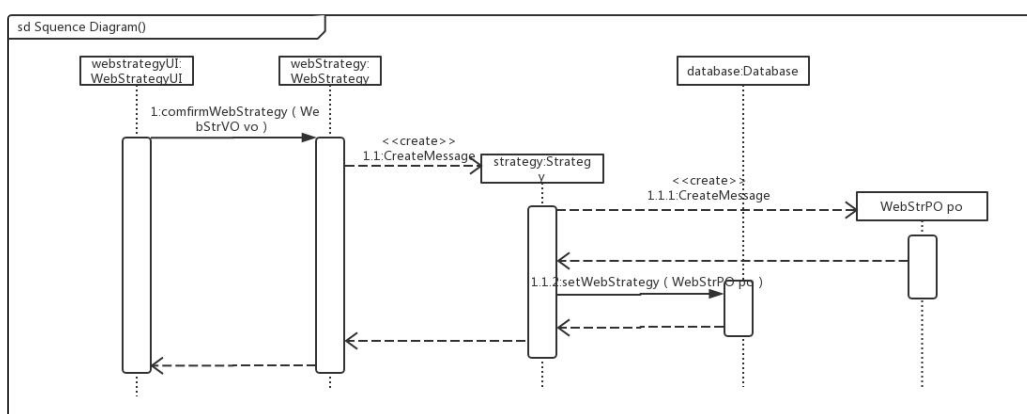 sd Squence Diagram()
webstrategyUI:
WebStrategyUI
webStrategy:
WebStrategy
database:Database
1:comfirmWebStrategy ( We
bStrVO vo )
<<create>>
1.1:CreateMessage
strategy:Strateg
y
<<create>>
1.1.1:CreateMessage
WebStrPO po
1.1.2:setWebStrategy ( WebStrPO po )